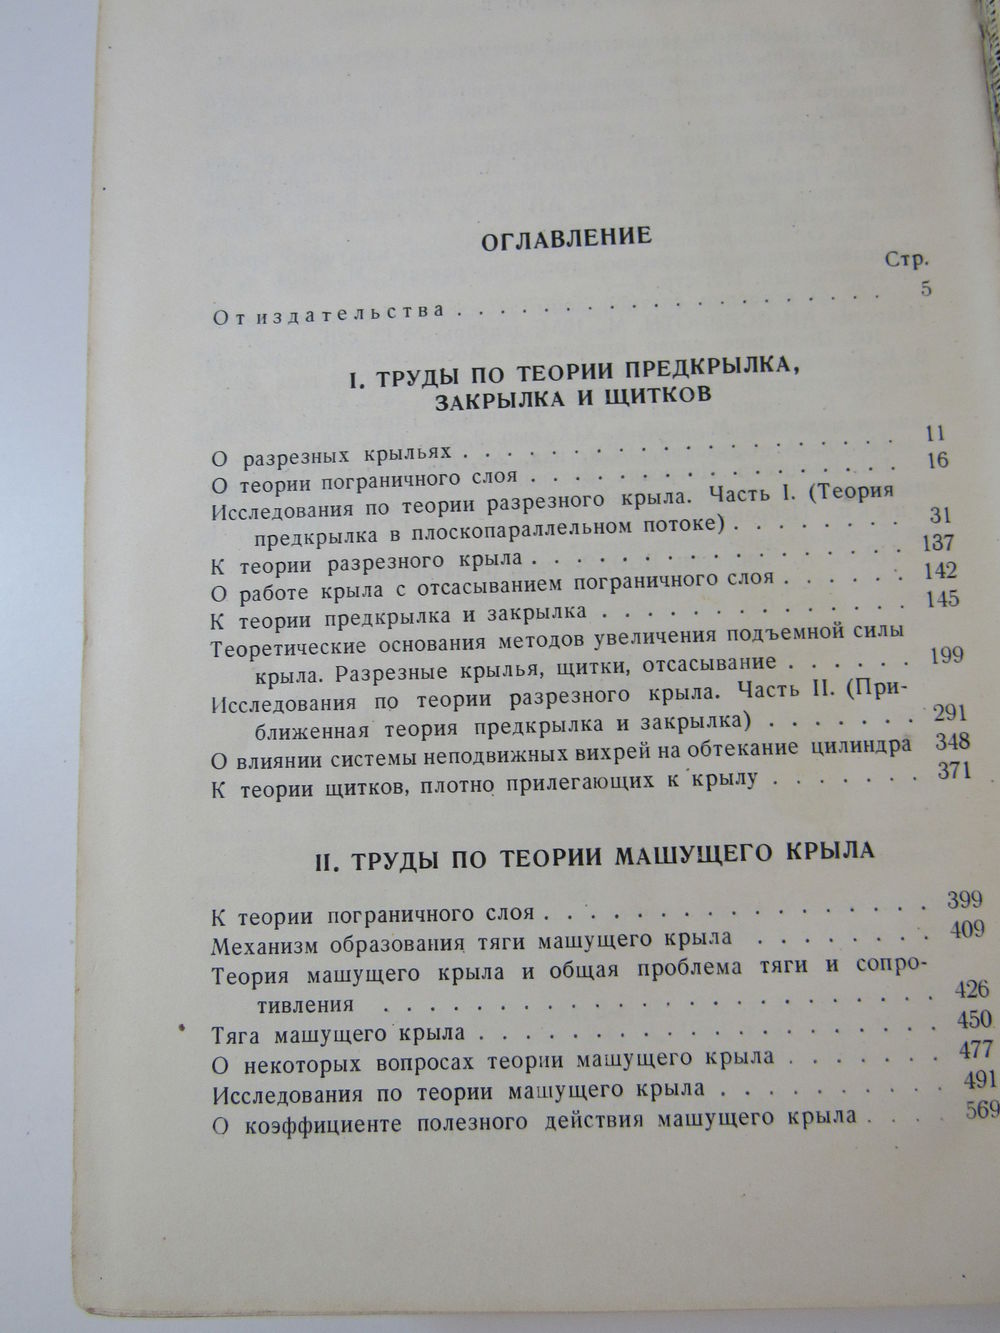 ОГЛАВЛЕНИЕ
Стр.
От издательства . . . . . . . . . . . . . . . . . . . . 5
I. ТРУДЫ ПО ТЕОРИИ ПРЕДКРЫЛКА,
ЗАКРЫЛКА И ЩИТКОВ
О разрезных крыльях . . . . . . . . . . . . . . . . . . . 11
О теории пограничного слоя . . . . . . . . . . . . . . . 16
Исследования по теории разрезного крыла. Часть I. (Теория
предкрылка в плоскопараллельном потоке) . . . . . . . . 31
К теории разрезного крыла . . . . . . . . . . . . . . . 137
О работе крыла с отсасыванием пограничного слоя . . . . . . 142
К теории предкрылка и закрылка . . . . . . . . . . . . . 145
Теоретические основания методов увеличения подъемной силы
крыла. Разрезные крылья, щитки, отсасывание . . . . . . 199
Исследования по теории разрезного крыла. Часть II. (При-
ближенная теория предкрылка и закрылка) . . . . . . . 291
О влиянии системы неподвижных вихрей на обтекание цилиндра 348
К теории щитков, плотно прилегающих к крылу . . . . . . . 371
II. ТРУДЫ ПО ТЕОРИИ МАШУЩЕГО КРЫЛА
К теории пограничного слоя . . . . . . . . . . . . . . . 399
Механизм образования тяги машущего крыла . . . . . . . . 409
Теория машущего крыла и общая проблема тяги и сопро-
тивления . . . . . . . . . . . . . . . . . . . . . 426
Тяга машущего крыла . . . . . . . . . . . . . . . . . . 450
О некоторых вопросах теории машущего крыла . . . . . . . 477
Исследования по теории машущего крыла . . . . . . . . . . 491
О коэффициенте полезного действия машущего крыла . . . . 569